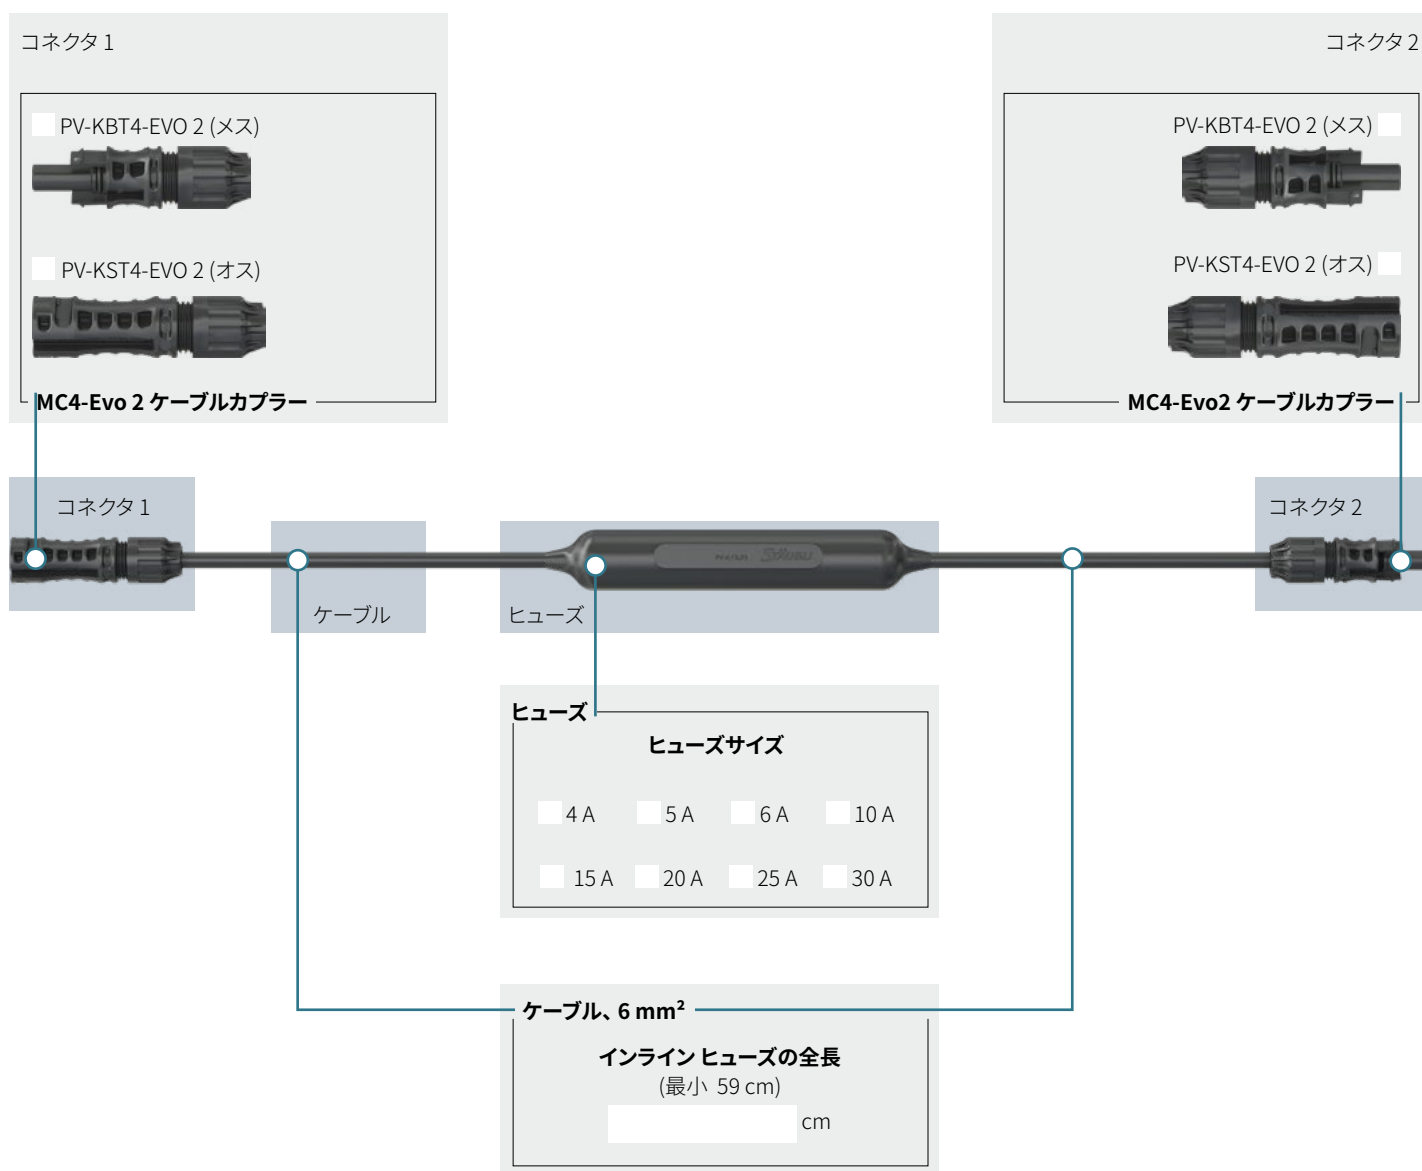 コネクタ 1
コネクタ 2
PV-KBT4-EVO 2 (メス)
PV-KBT4-EVO 2 (メス)
PV-KST4-EVO 2 (オス)
PV-KST4-EVO 2 (オス)
MC4-Evo 2 ケーブルカプラー
MC4-Evo2 ケーブルカプラー
コネクタ 1
コネクタ 2
STÄUBLI
ケーブル
ヒューズ
ヒューズ
ヒューズサイズ
4 A 5 A 6 A 10 A
15 A 20 A 25 A 30 A
ケーブル、6 mm²
インライン ヒューズの全長
(最小 59 cm)
cm